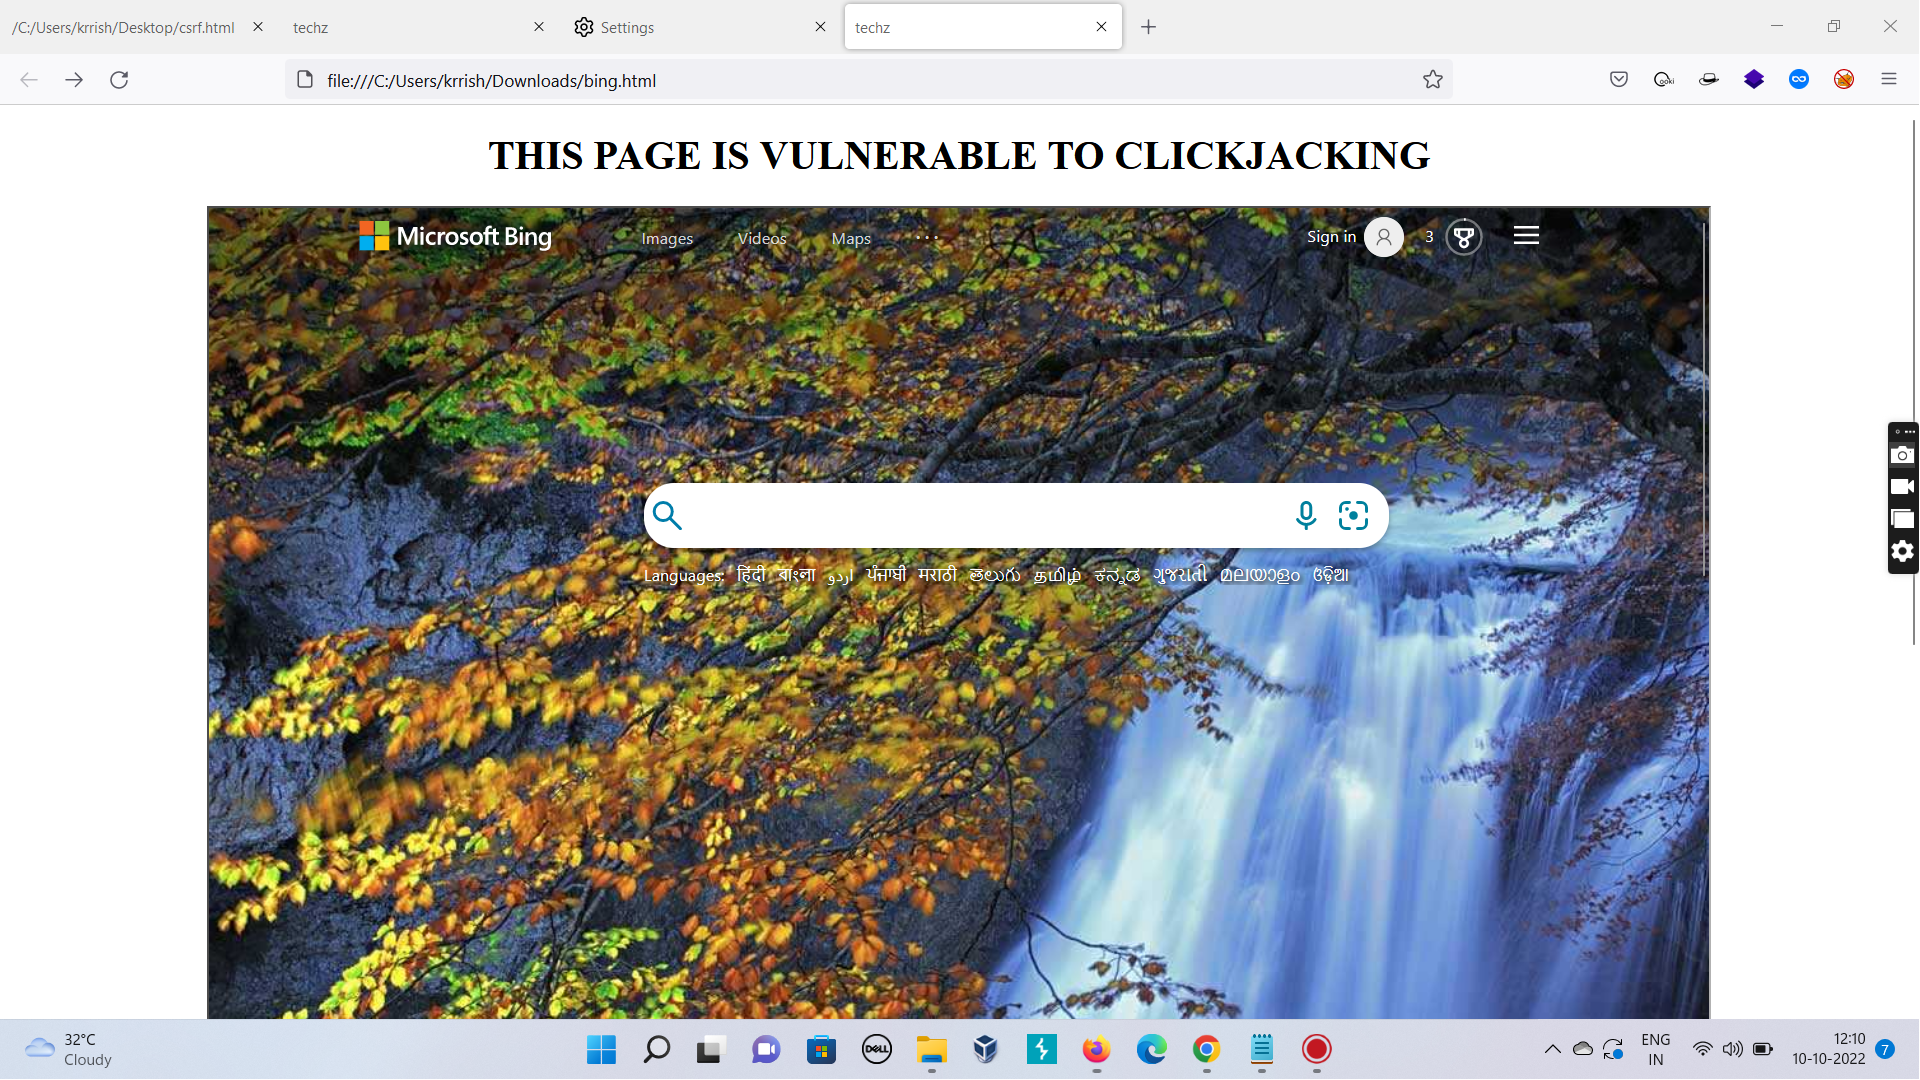 /C:/Users/krrish/Desktop/csrf.html
techz
Settings
techz
file:///C:/Users/krrish/Downloads/bing.html
THIS PAGE IS VULNERABLE TO CLICKJACKING
Microsoft Bing Images Videos Maps Sign in 3
Languages: हिंदी বাংলা اردو ਪੰਜਾਬੀ मराठी తెలుగు தமிழ் ಕನ್ನಡ ગુજરાતી മലയാളം ଓଡ଼ିଆ
32°C
Cloudy
DELL
ENG
IN
12:10
10-10-2022
7